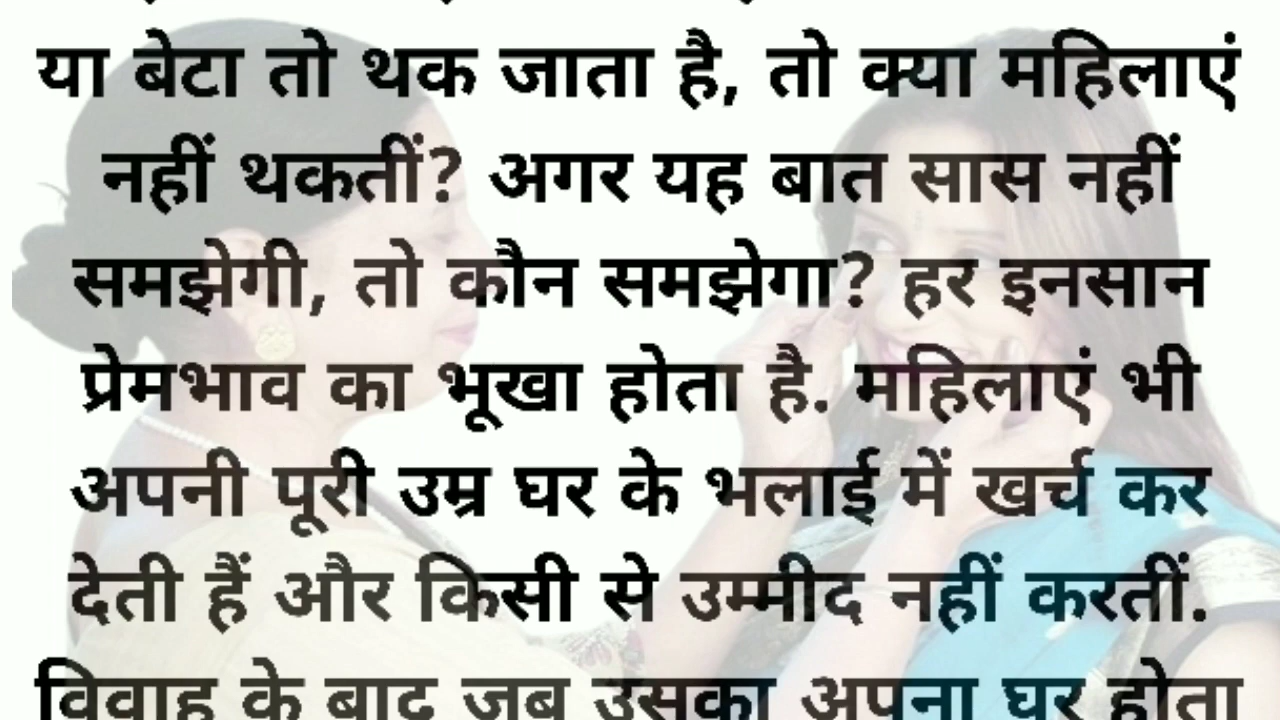 या बेटा तो थक जाता है, तो क्या महिलाएं
नहीं थकतीं? अगर यह बात सास नहीं
समझेगी, तो कौन समझेगा? हर इनसान
प्रेमभाव का भूखा होता है. महिलाएं भी
अपनी पूरी उम्र घर के भलाई में खर्च कर
देती हैं और किसी से उम्मीद नहीं करतीं.
विवाह के बाद जब उसका अपना घर होता